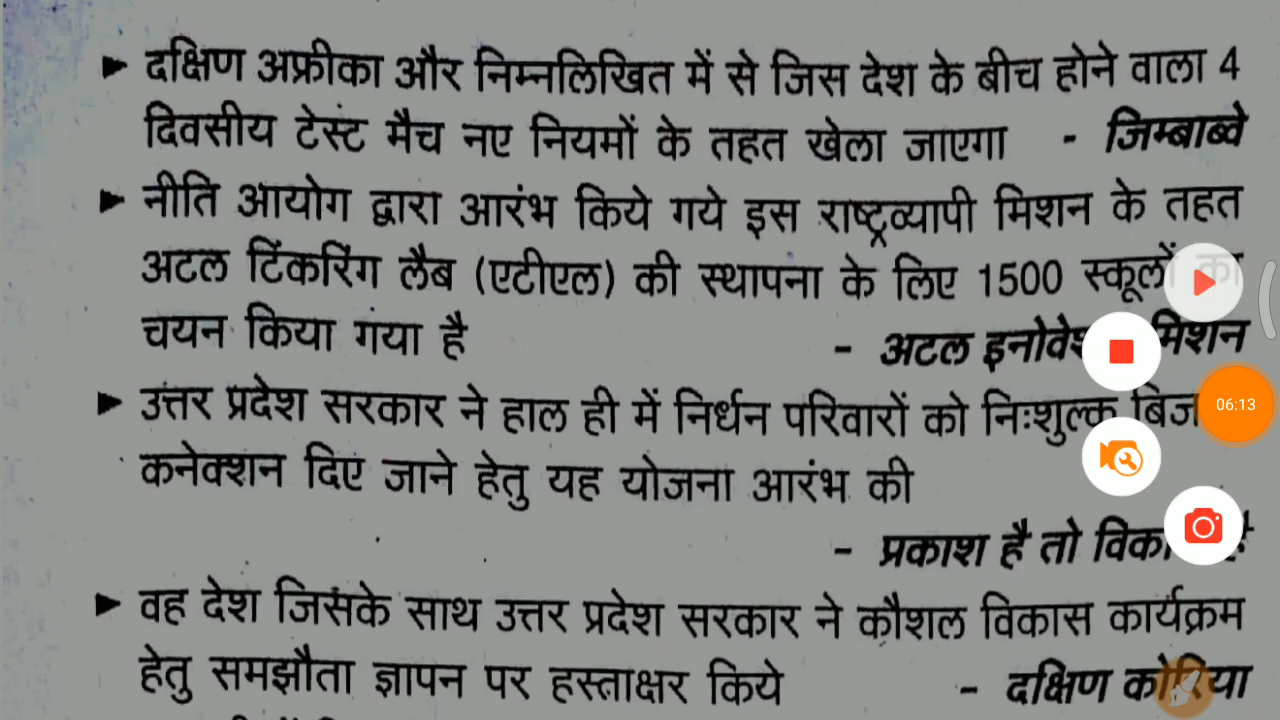 ► दक्षिण अफ्रीका और निम्नलिखित में से जिस देश के बीच होने वाला 4
दिवसीय टेस्ट मैच नए नियमों के तहत खेला जाएगा - जिम्बाब्वे
► नीति आयोग द्वारा आरंभ किये गये इस राष्ट्रव्यापी मिशन के तहत
अटल टिंकरिंग लैब (एटीएल) की स्थापना के लिए 1500 स्कूलों का
चयन किया गया है - अटल मिशन
► उत्तर प्रदेश सरकार ने हाल ही में निर्धन परिवारों को निःशुल्क
06:13
कनेक्शन दिए जाने हेतु यह योजना आरंभ की
- प्रकाश है तो
► वह देश जिसके साथ उत्तर प्रदेश सरकार ने कौशल विकास कार्यक्रम
हेतु समझौता ज्ञापन पर हस्ताक्षर किये - दक्षिण कोरिया